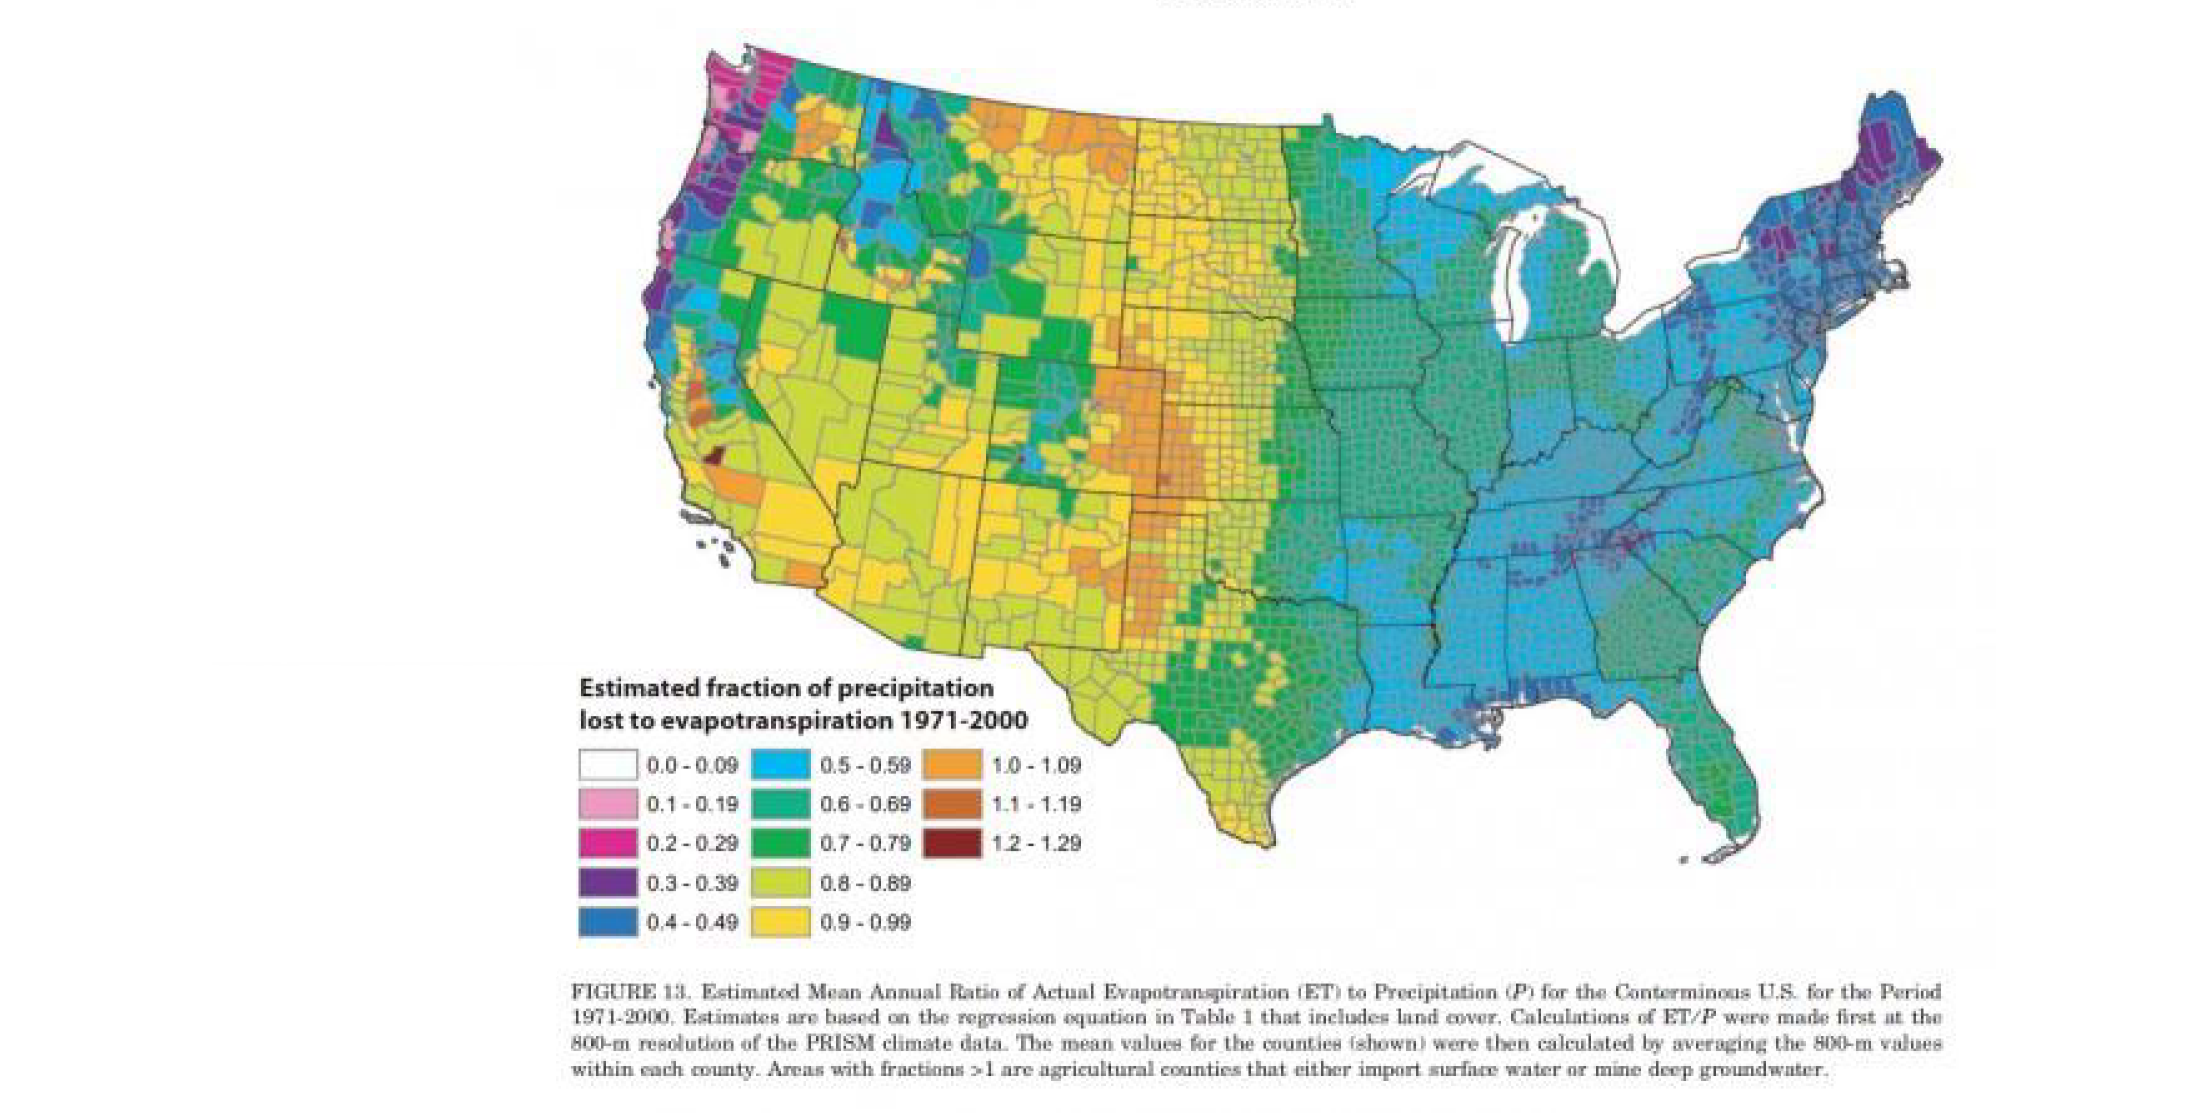 Estimated fraction of precipitation
lost to evapotranspiration 1971-2000
0.0 - 0.09
0.1 - 0.19
0.2 - 0.29
0.3 - 0.39
0.4 - 0.49
0.5 - 0.59
0.6 - 0.69
0.7 - 0.79
0.8 - 0.89
0.9 - 0.99
1.0 - 1.09
1.1 - 1.19
1.2 - 1.29
FIGURE 13. Estimated Mean Annual Ratio of Actual Evapotranspiration (ET) to Precipitation (P) for the Conterminous U.S. for the Period
1971-2000. Estimates are based on the regression equation in Table 1 that includes land cover. Calculations of ET/P were made first at the
800-m resolution of the PRISM climate data. The mean values for the counties (shown) were then calculated by averaging the 800-m values
within each county. Areas with fractions >1 are agricultural counties that either import surface water or mine deep groundwater.